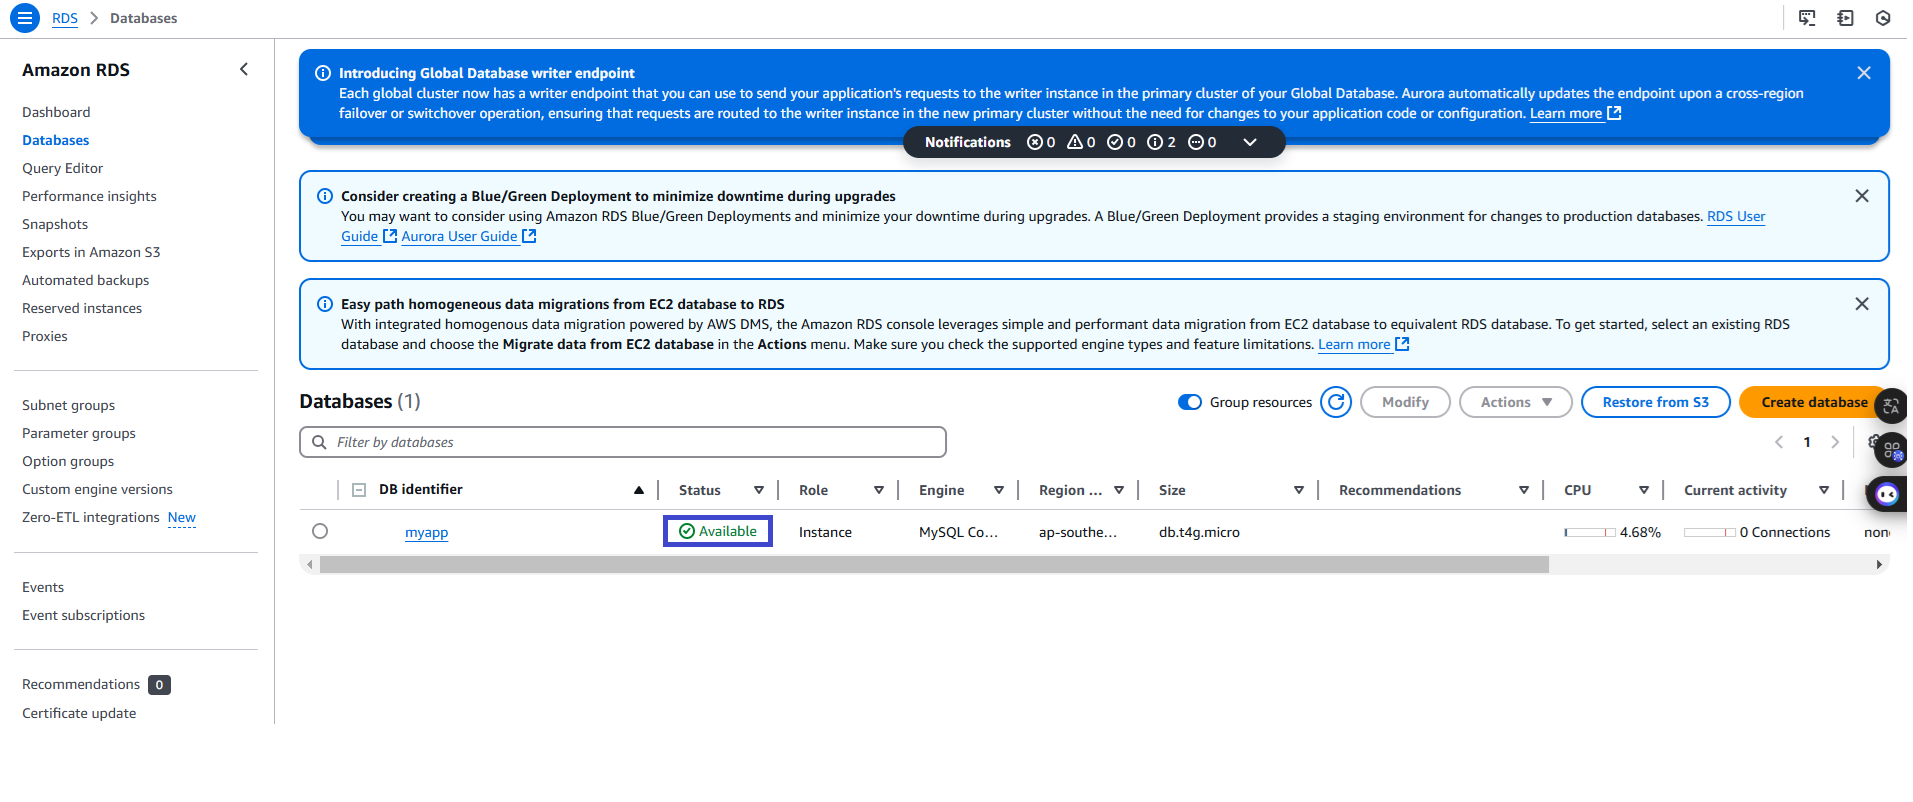 RDS > Databases
Amazon RDS
Dashboard
Databases
Query Editor
Performance insights
Snapshots
Exports in Amazon S3
Automated backups
Reserved instances
Proxies
Subnet groups
Parameter groups
Option groups
Custom engine versions
Zero-ETL integrations New
Events
Event subscriptions
Recommendations 0
Certificate update
Introducing Global Database writer endpoint
Each global cluster now has a writer endpoint that you can use to send your application's requests to the writer instance in the primary cluster of your Global Database. Aurora automatically updates the endpoint upon a cross-region
failover or switchover operation, ensuring that requests are routed to the writer instance in the new primary cluster without the need for changes to your application code or configuration. Learn more
Notifications 0 0 0 2 0
Consider creating a Blue/Green Deployment to minimize downtime during upgrades
You may want to consider using Amazon RDS Blue/Green Deployments and minimize your downtime during upgrades. A Blue/Green Deployment provides a staging environment for changes to production databases. RDS User
Guide Aurora User Guide
Easy path homogeneous data migrations from EC2 database to RDS
With integrated homogenous data migration powered by AWS DMS, the Amazon RDS console leverages simple and performant data migration from EC2 database to equivalent RDS database. To get started, select an existing RDS
database and choose the Migrate data from EC2 database in the Actions menu. Make sure you check the supported engine types and feature limitations. Learn more
Databases (1)
Group resources Modify Actions Restore from S3 Create database
Filter by databases
1
DB identifier Status Role Engine Region ... Size Recommendations CPU Current activity
myapp Available Instance MySQL Co... ap-southe... db.t4g.micro 4.68% 0 Connections